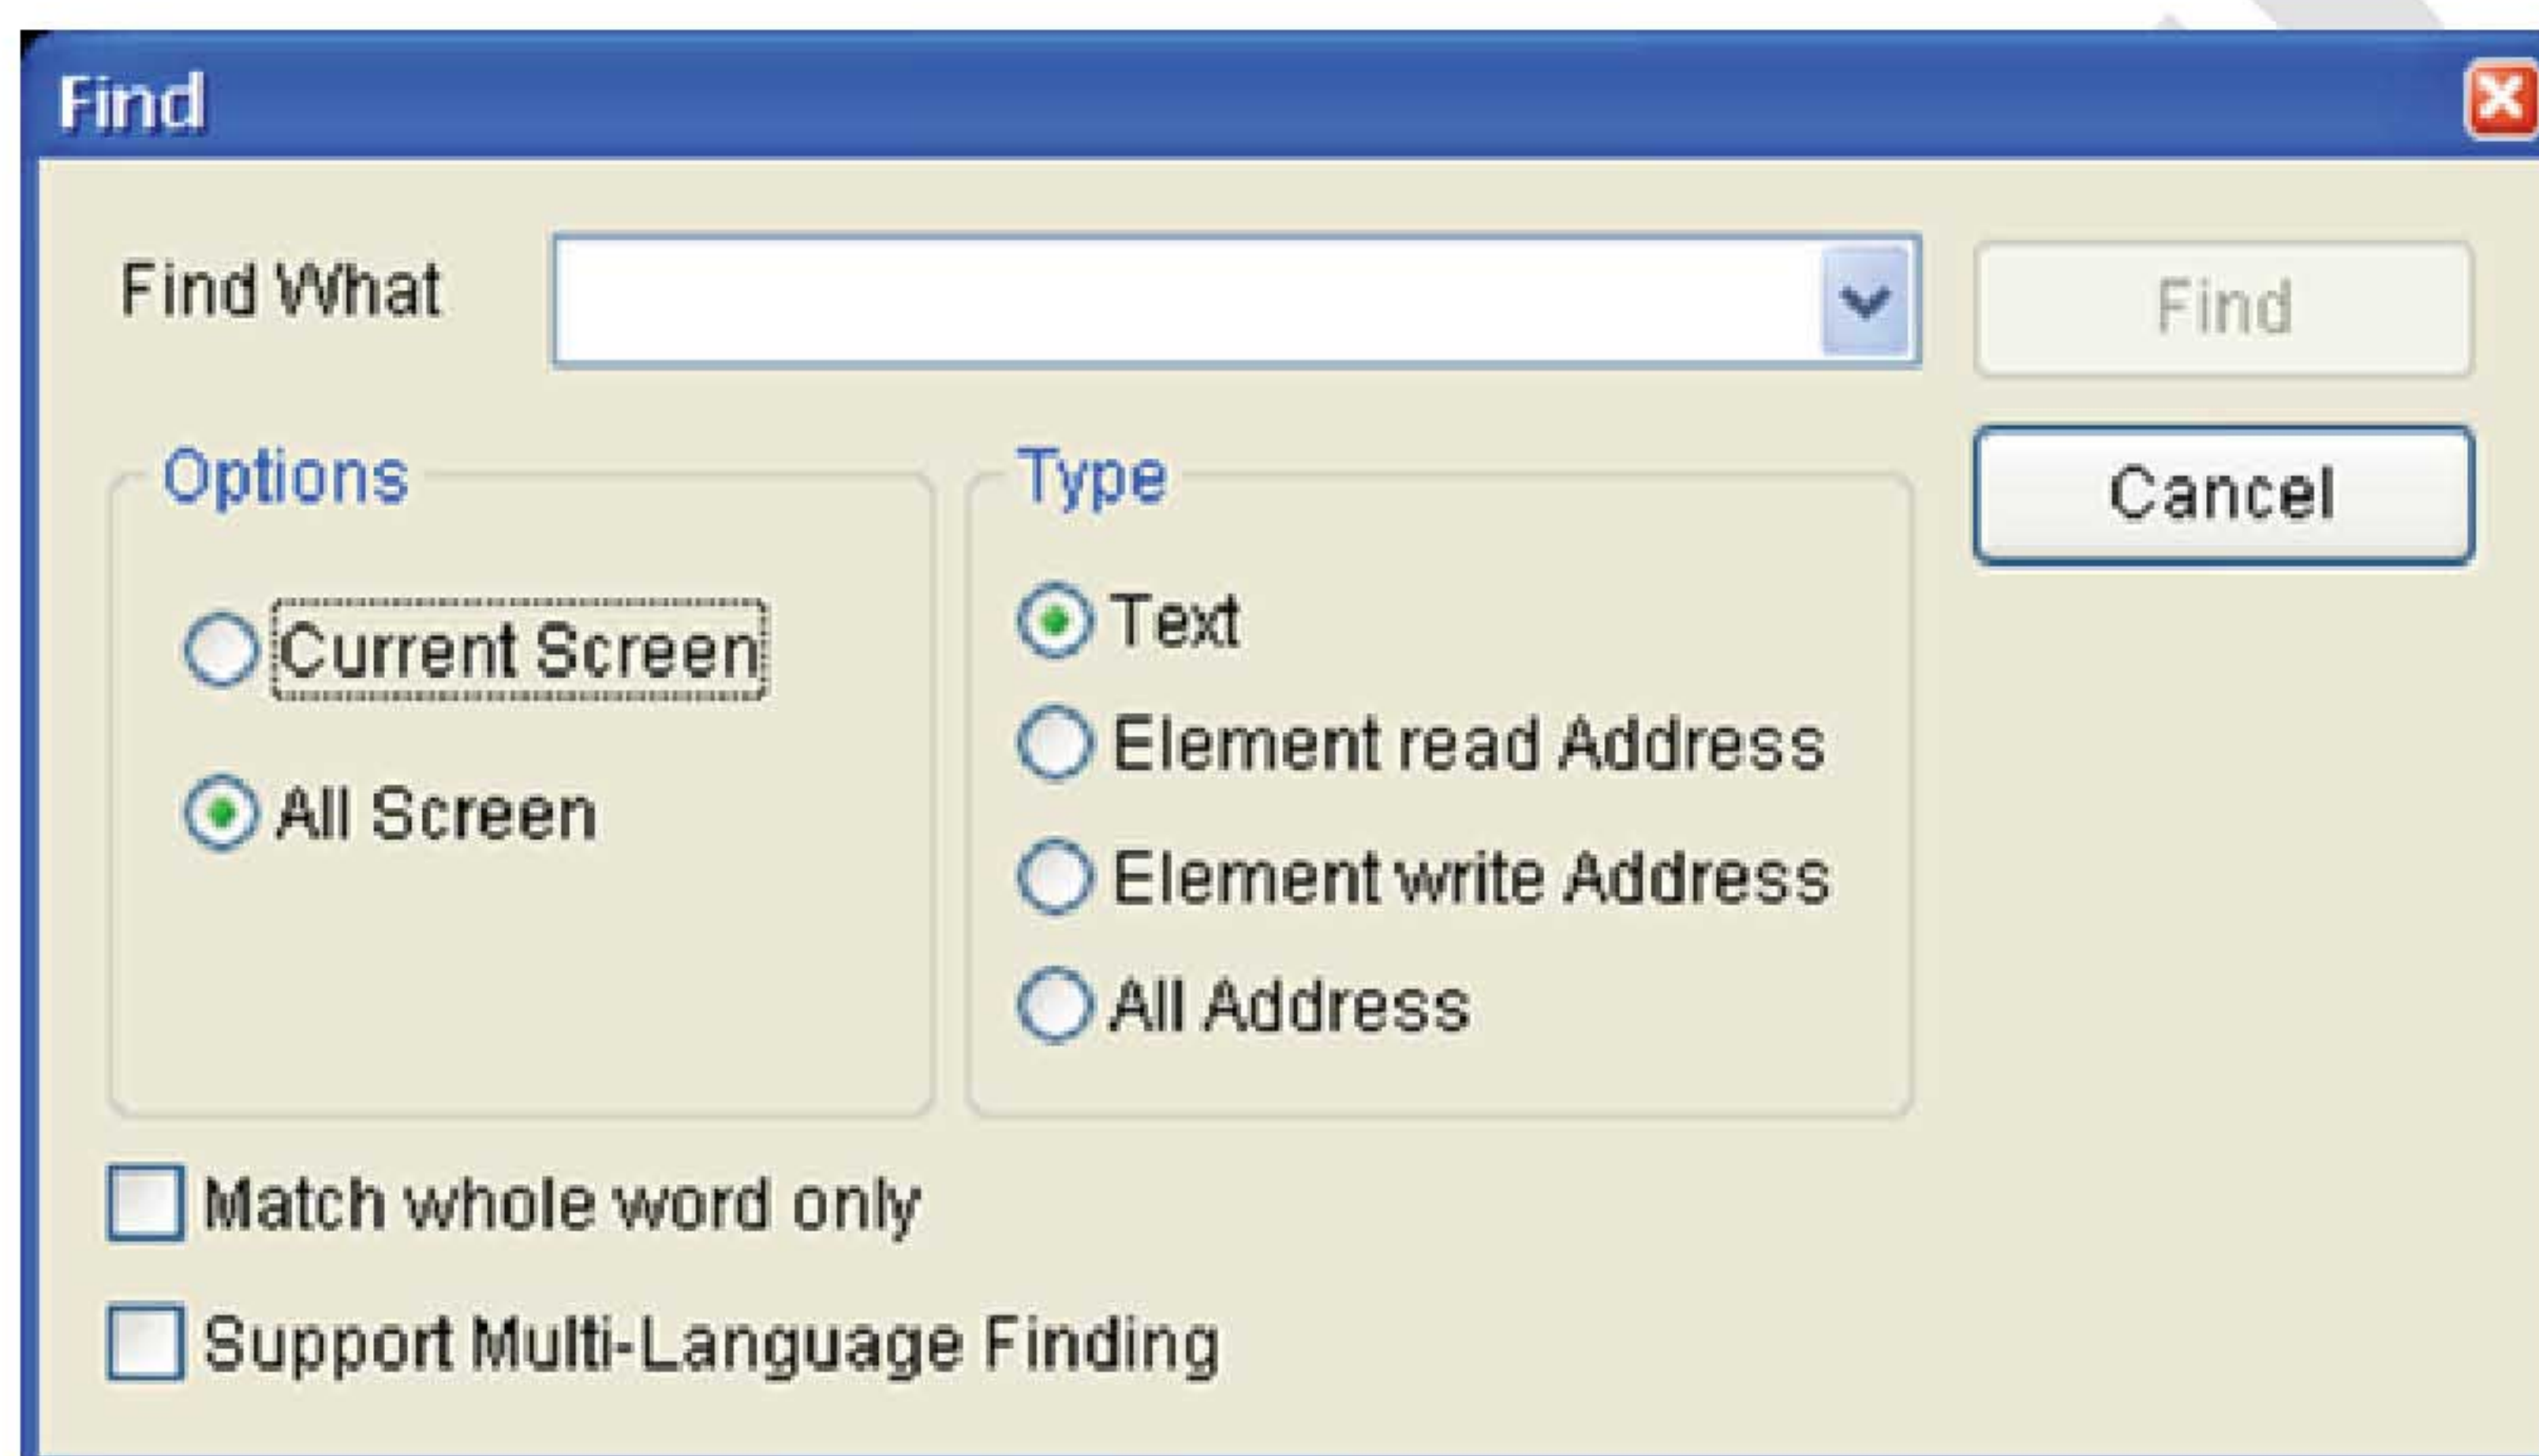 Find
Find What
Find
Options
Type
Cancel
Current Screen
Text
Element read Address
All Screen
Element write Address
All Address
Match whole word only
Support Multi-Language Finding